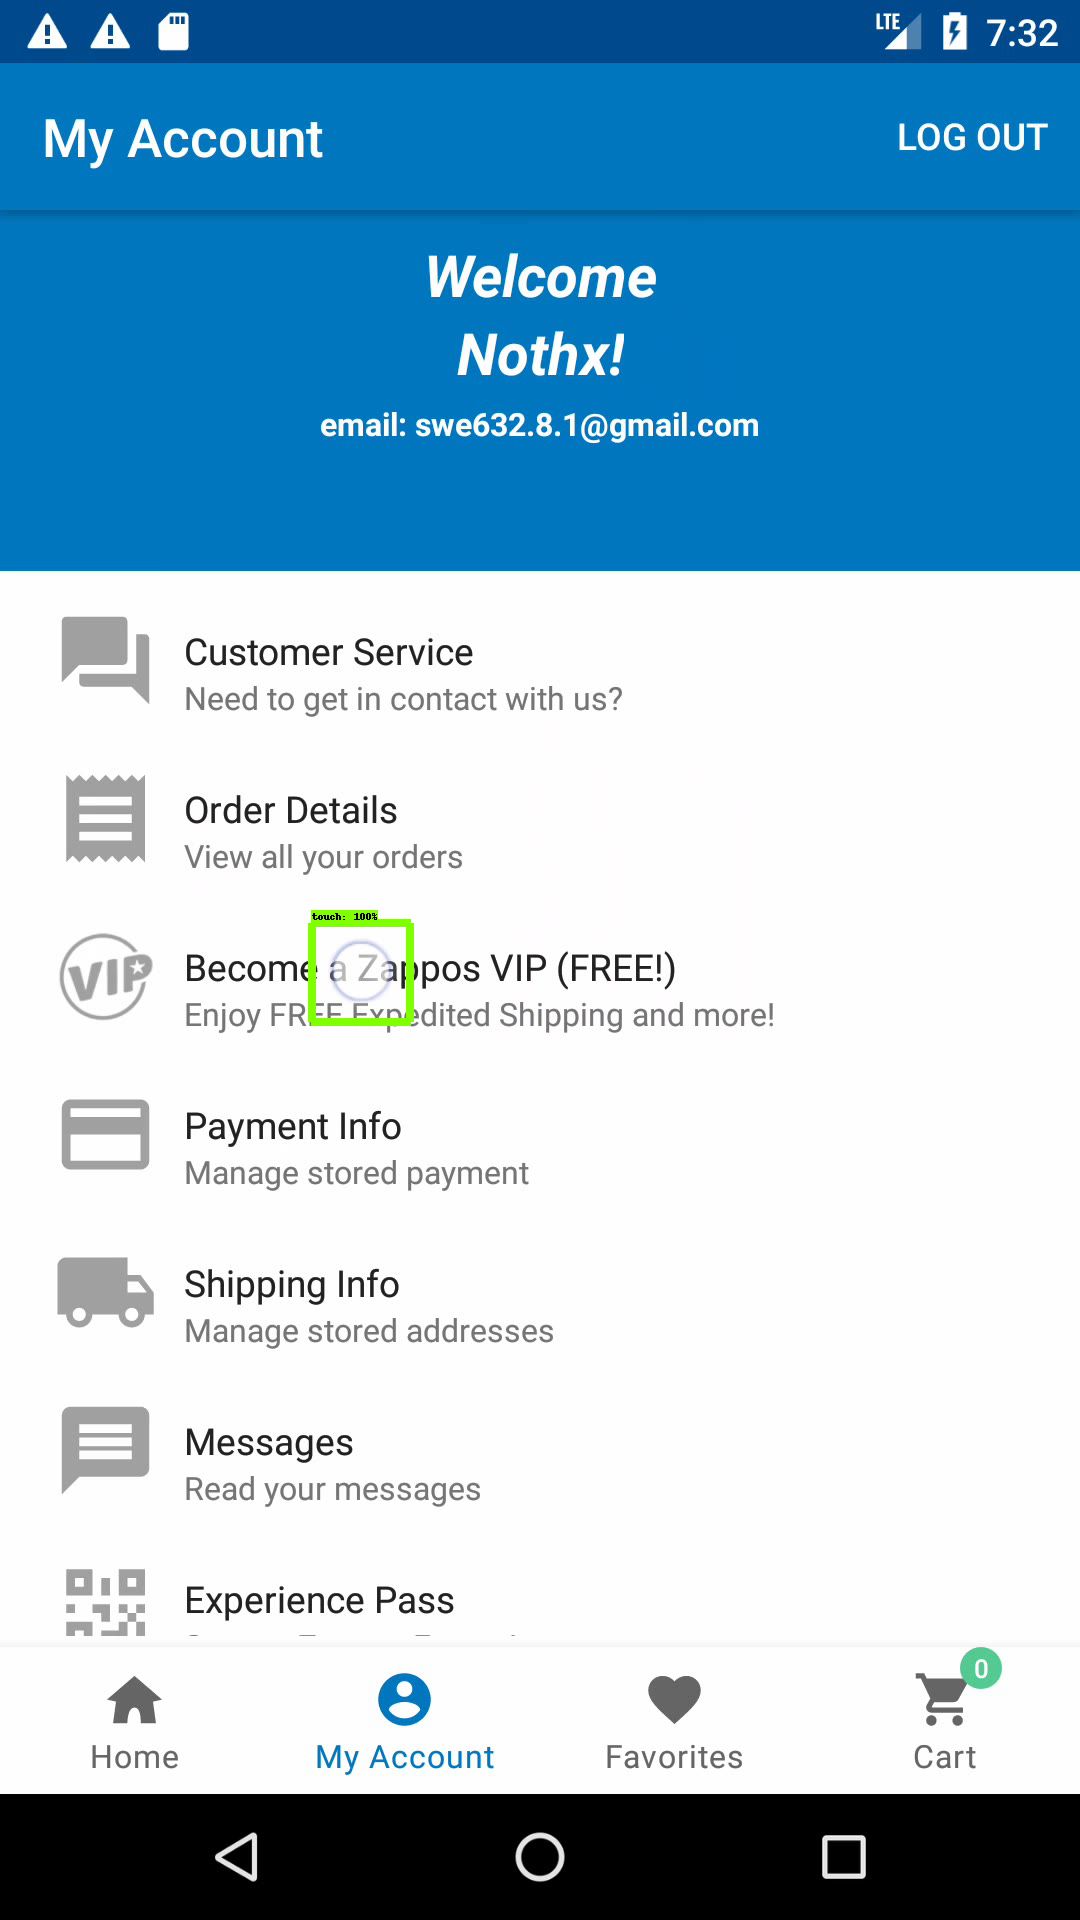 LTE 7:32
My Account LOG OUT
Welcome
Nothx!
email: swe632.8.1@gmail.com
Customer Service
Need to get in contact with us?
Order Details
View all your orders
touch: 100%
VIP
Become a Zappos VIP (FREE!)
Enjoy FREE Expedited Shipping and more!
Payment Info
Manage stored payment
Shipping Info
Manage stored addresses
Messages
Read your messages
Experience Pass
0
Home My Account Favorites Cart